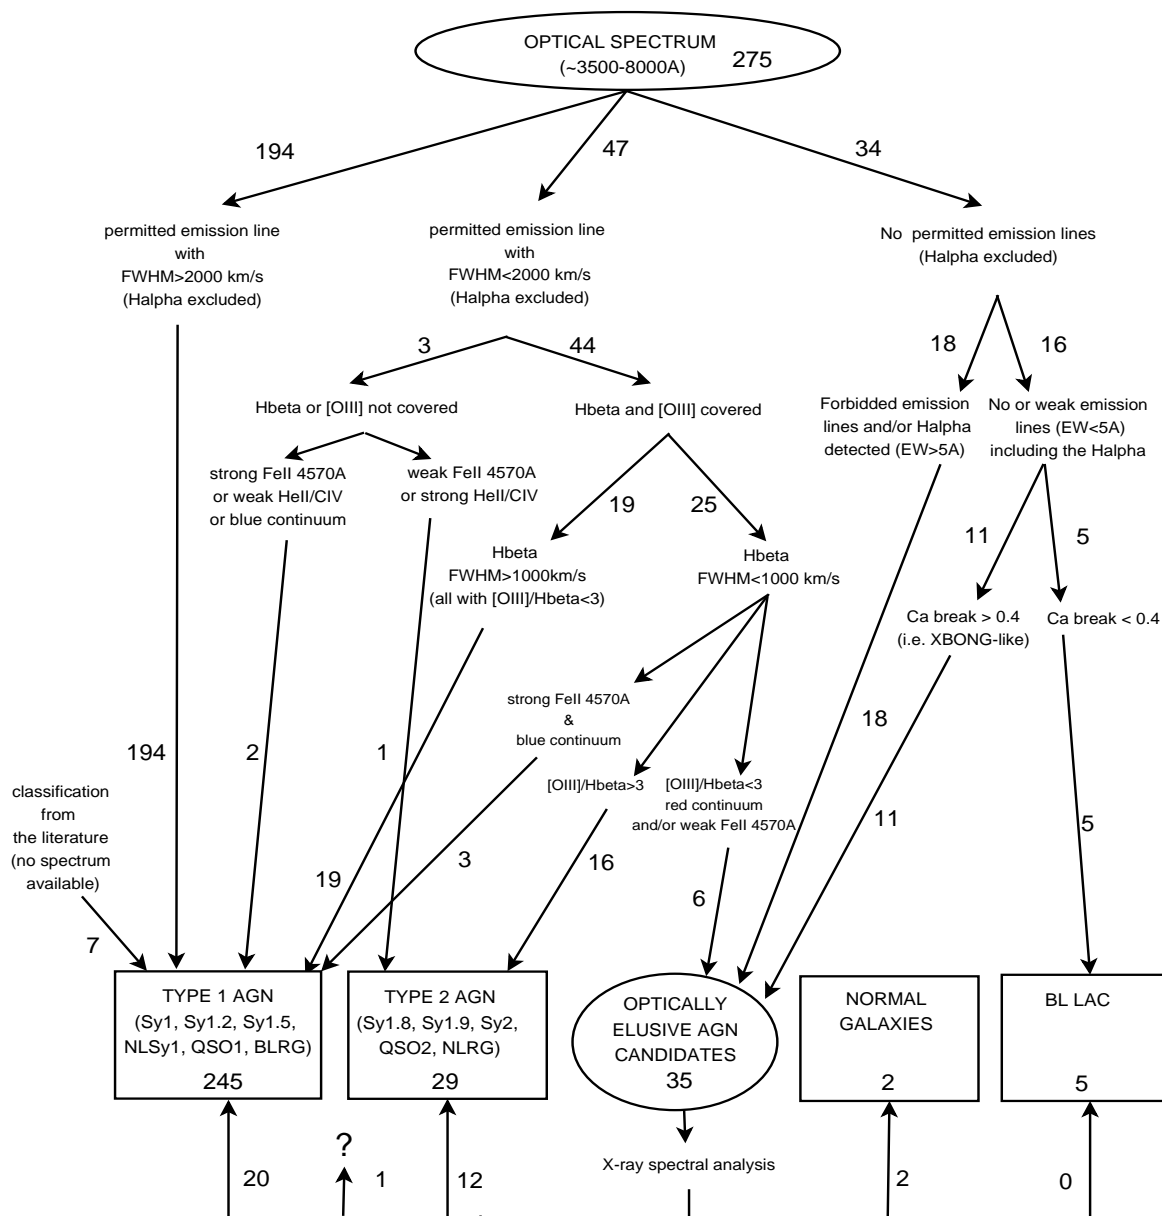 OPTICAL SPECTRUM
(~3500-8000A)
275
194
47
34
permitted emission line
with
FWHM>2000 km/s
(Halpha excluded)
permitted emission line
with
FWHM<2000 km/s
(Halpha excluded)
No permitted emission lines
(Halpha excluded)
3
44
18
16
Hbeta or [OIII] not covered
Hbeta and [OIII] covered
Forbidded emission
lines and/or Halpha
detected (EW>5A)
No or weak emission
lines (EW<5A)
including the Halpha
strong FeII 4570A
or weak HeII/CIV
or blue continuum
weak FeII 4570A
or strong HeII/CIV
19
25
11
5
Hbeta
FWHM>1000km/s
(all with [OIII]/Hbeta<3)
Hbeta
FWHM<1000 km/s
Ca break > 0.4
(i.e. XBONG-like)
Ca break < 0.4
strong FeII 4570A
&
blue continuum
[OIII]/Hbeta>3
[OIII]/Hbeta<3
red continuum
and/or weak FeII 4570A
194
2
1
18
11
5
classification
from
the literature
(no spectrum
available)
7
19
3
16
6
TYPE 1 AGN
(Sy1, Sy1.2, Sy1.5,
NLSy1, QSO1, BLRG)
245
TYPE 2 AGN
(Sy1.8, Sy1.9, Sy2,
QSO2, NLRG)
29
OPTICALLY
ELUSIVE AGN
CANDIDATES
35
NORMAL
GALAXIES
2
BL LAC
5
20
?
1
12
X-ray spectral analysis
2
0